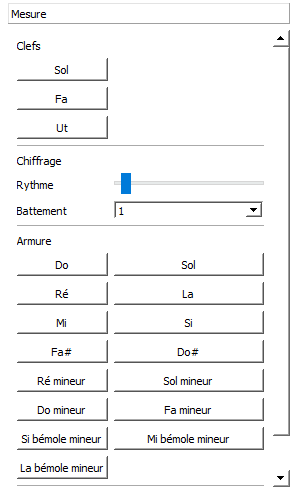 Mesure
Clefs
Sol
Fa
Ut
Chiffrage
Rythme
Battement 1
Armure
Do Sol
Ré La
Mi Si
Fa# Do#
Ré mineur Sol mineur
Do mineur Fa mineur
Si bémole mineur Mi bémole mineur
La bémole mineur